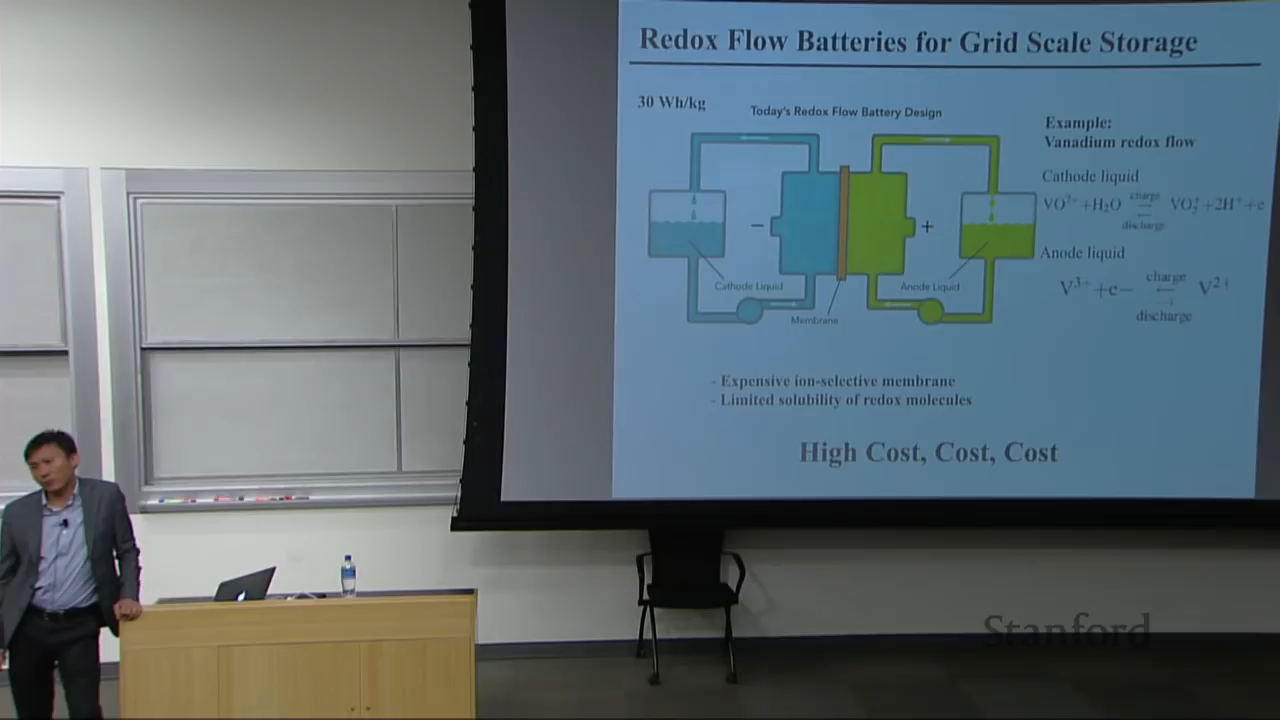 Redox Flow Batteries for Grid Scale Storage
30 Wh/kg
Today's Redox Flow Battery Design
Example:
Vanadium redox flow
Cathode liquid
VO²⁺+H₂O charge discharge VO₂⁺+2H⁺+e
Anode liquid
V³⁺+e− charge ← → discharge V²⁺
−
+
Cathode Liquid
Anode Liquid
Membrane
- Expensive ion-selective membrane
- Limited solubility of redox molecules
High Cost, Cost, Cost
Stanford